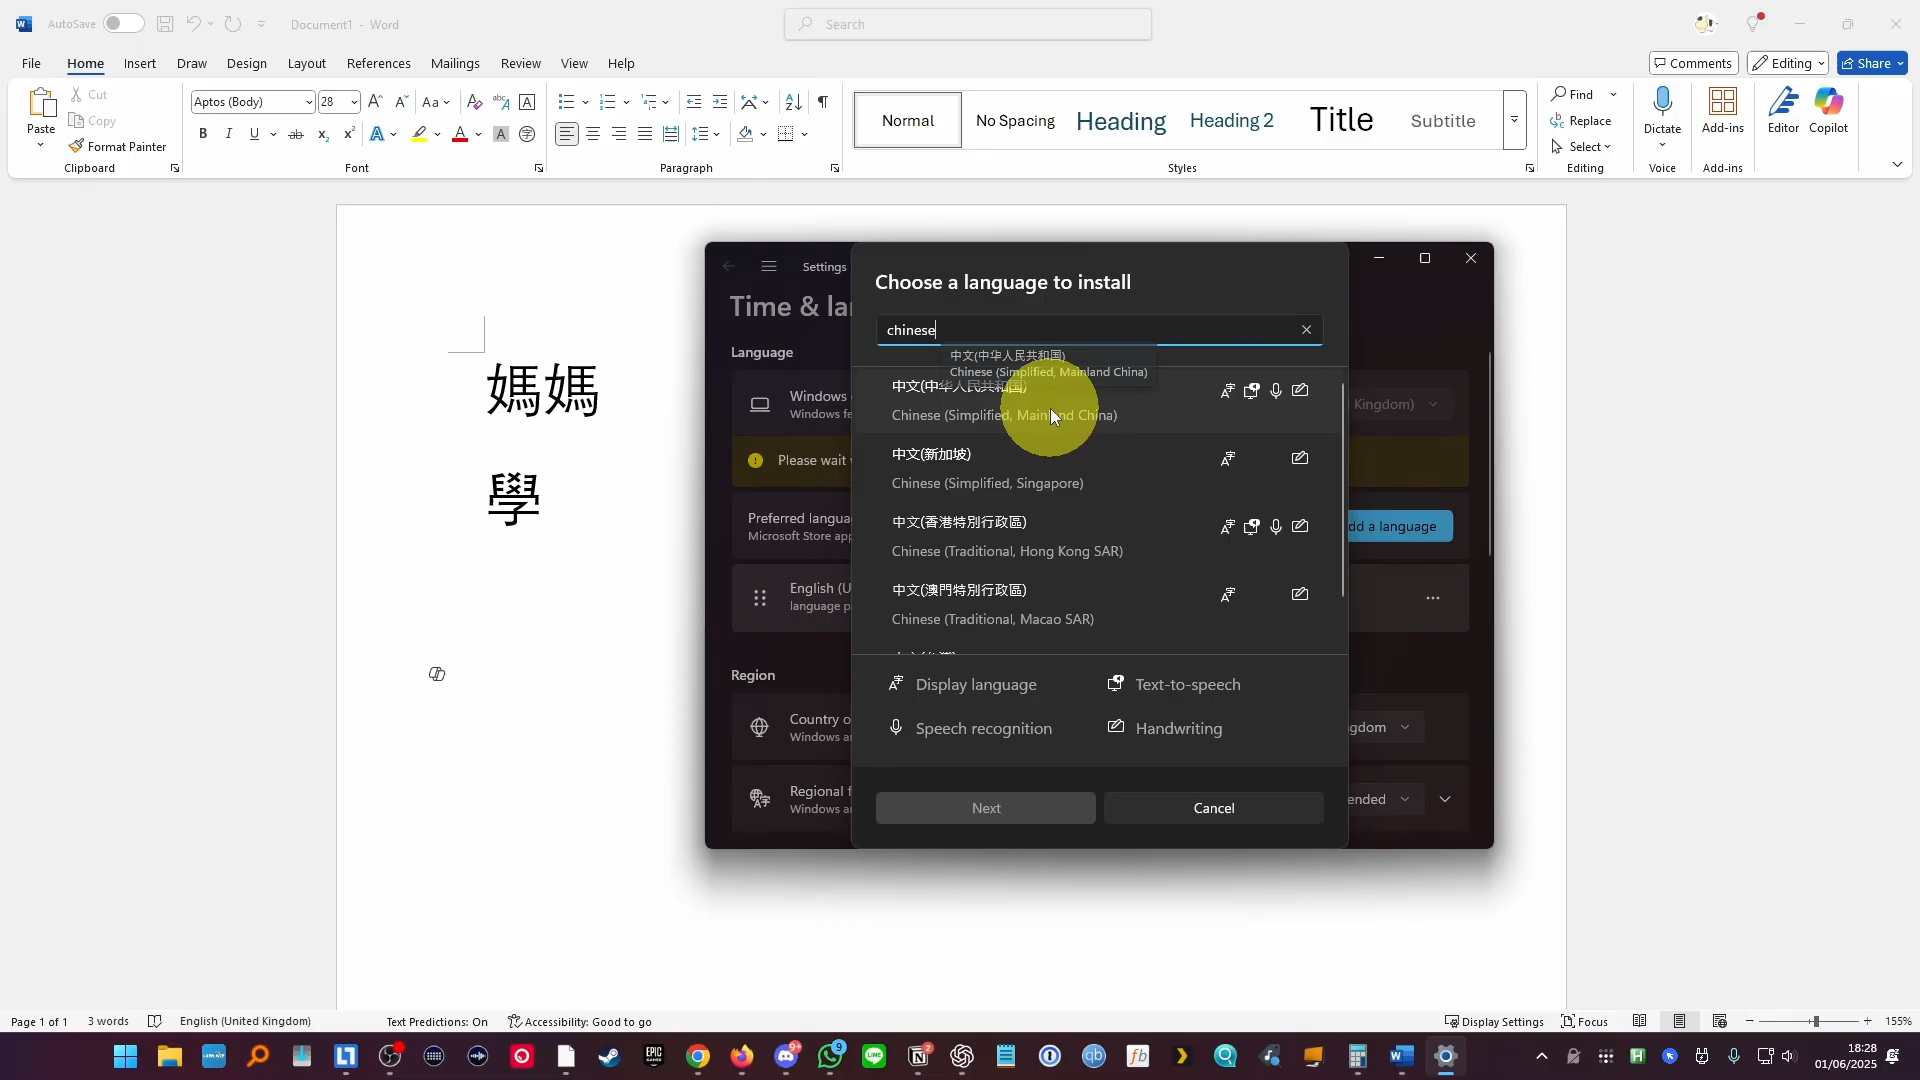 AutoSave
Document1 - Word
Search
File
Home
Insert
Draw
Design
Layout
References
Mailings
Review
View
Help
Comments
Editing
Share
Paste
Cut
Copy
Format Painter
Clipboard
Aptos (Body)
28
Font
Paragraph
Normal
No Spacing
Heading
Heading 2
Title
Subtitle
Styles
Find
Replace
Select
Editing
Dictate
Voice
Add-ins
Add-ins
Editor
Copilot
媽媽
學
Settings
Time & la
Language
Windows
Windows fe
Kingdom)
Please wait
Preferred langua
Microsoft Store app
dd a language
English (U
language p
Region
Country o
Windows an
gdom
Regional f
Windows an
ended
Choose a language to install
chinese
中文(中华人民共和国)
Chinese (Simplified, Mainland China)
中文(中华人民共和国)
Chinese (Simplified, Mainland China)
中文(新加坡)
Chinese (Simplified, Singapore)
中文(香港特別行政區)
Chinese (Traditional, Hong Kong SAR)
中文(澳門特別行政區)
Chinese (Traditional, Macao SAR)
Display language
Text-to-speech
Speech recognition
Handwriting
Next
Cancel
Page 1 of 1
3 words
English (United Kingdom)
Text Predictions: On
Accessibility: Good to go
Display Settings
Focus
155%
18:28
01/06/2025